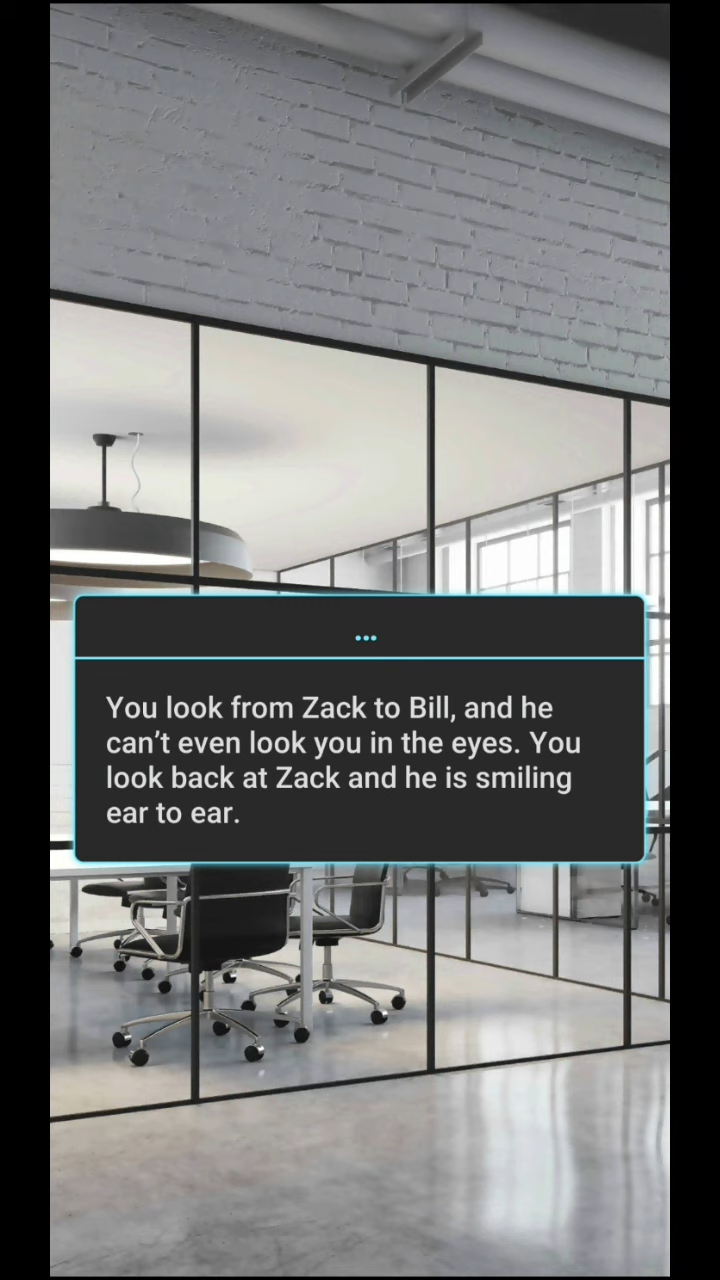 ...
You look from Zack to Bill, and he
can’t even look you in the eyes. You
look back at Zack and he is smiling
ear to ear.